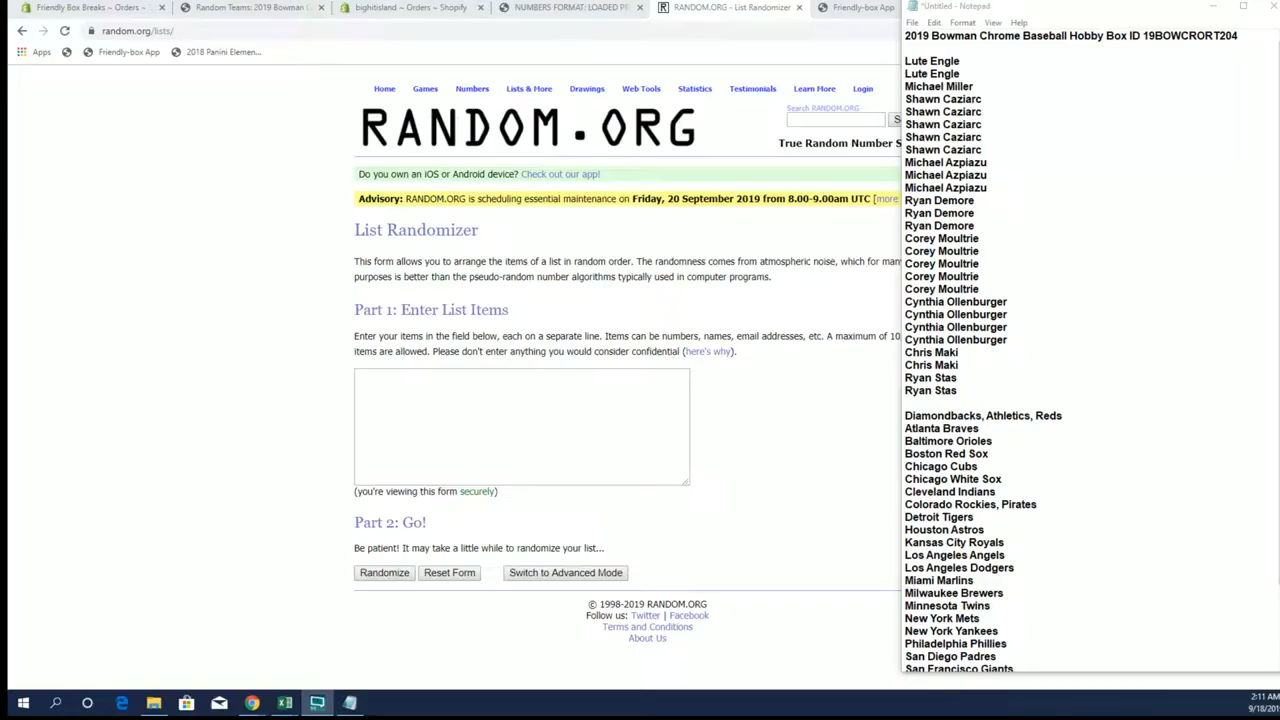 Friendly Box Breaks ~ Orders ~
Random Teams: 2019 Bowman
bighitisland ~ Orders ~ Shopify
NUMBERS FORMAT: LOADED
RANDOM.ORG - List Randomizer
Friendly-box App
random.org/lists/
Apps
Friendly-box App
2018 Panini Elemen...
Home
Games
Numbers
Lists & More
Drawings
Web Tools
Statistics
Testimonials
Learn More
Login
RANDOM.ORG
Search RANDOM.ORG
True Random Number
Do you own an iOS or Android device? Check out our app!
Advisory: RANDOM.ORG is scheduling essential maintenance on Friday, 20 September 2019 from 8.00-9.00am UTC [more
List Randomizer
This form allows you to arrange the items of a list in random order. The randomness comes from atmospheric noise, which for
purposes is better than the pseudo-random number algorithms typically used in computer programs.
Part 1: Enter List Items
Enter your items in the field below, each on a separate line. Items can be numbers, names, email addresses, etc. A maximum of 10
items are allowed. Please don't enter anything you would consider confidential (here's why).
(you're viewing this form securely)
Part 2: Go!
Be patient! It may take a little while to randomize your list...
Randomize
Reset Form
Switch to Advanced Mode
© 1998-2019 RANDOM.ORG
Follow us: Twitter | Facebook
Terms and Conditions
About Us
*Untitled - Notepad
File Edit Format View Help
2019 Bowman Chrome Baseball Hobby Box ID 19BOWCRORT204
Lute Engle
Lute Engle
Michael Miller
Shawn Caziarc
Shawn Caziarc
Shawn Caziarc
Shawn Caziarc
Shawn Caziarc
Michael Azpiazu
Michael Azpiazu
Michael Azpiazu
Ryan Demore
Ryan Demore
Ryan Demore
Corey Moultrie
Corey Moultrie
Corey Moultrie
Corey Moultrie
Corey Moultrie
Cynthia Ollenburger
Cynthia Ollenburger
Cynthia Ollenburger
Cynthia Ollenburger
Chris Maki
Chris Maki
Ryan Stas
Ryan Stas
Diamondbacks, Athletics, Reds
Atlanta Braves
Baltimore Orioles
Boston Red Sox
Chicago Cubs
Chicago White Sox
Cleveland Indians
Colorado Rockies, Pirates
Detroit Tigers
Houston Astros
Kansas City Royals
Los Angeles Angels
Los Angeles Dodgers
Miami Marlins
Milwaukee Brewers
Minnesota Twins
New York Mets
New York Yankees
Philadelphia Phillies
San Diego Padres
San Francisco Giants
2:11 AM